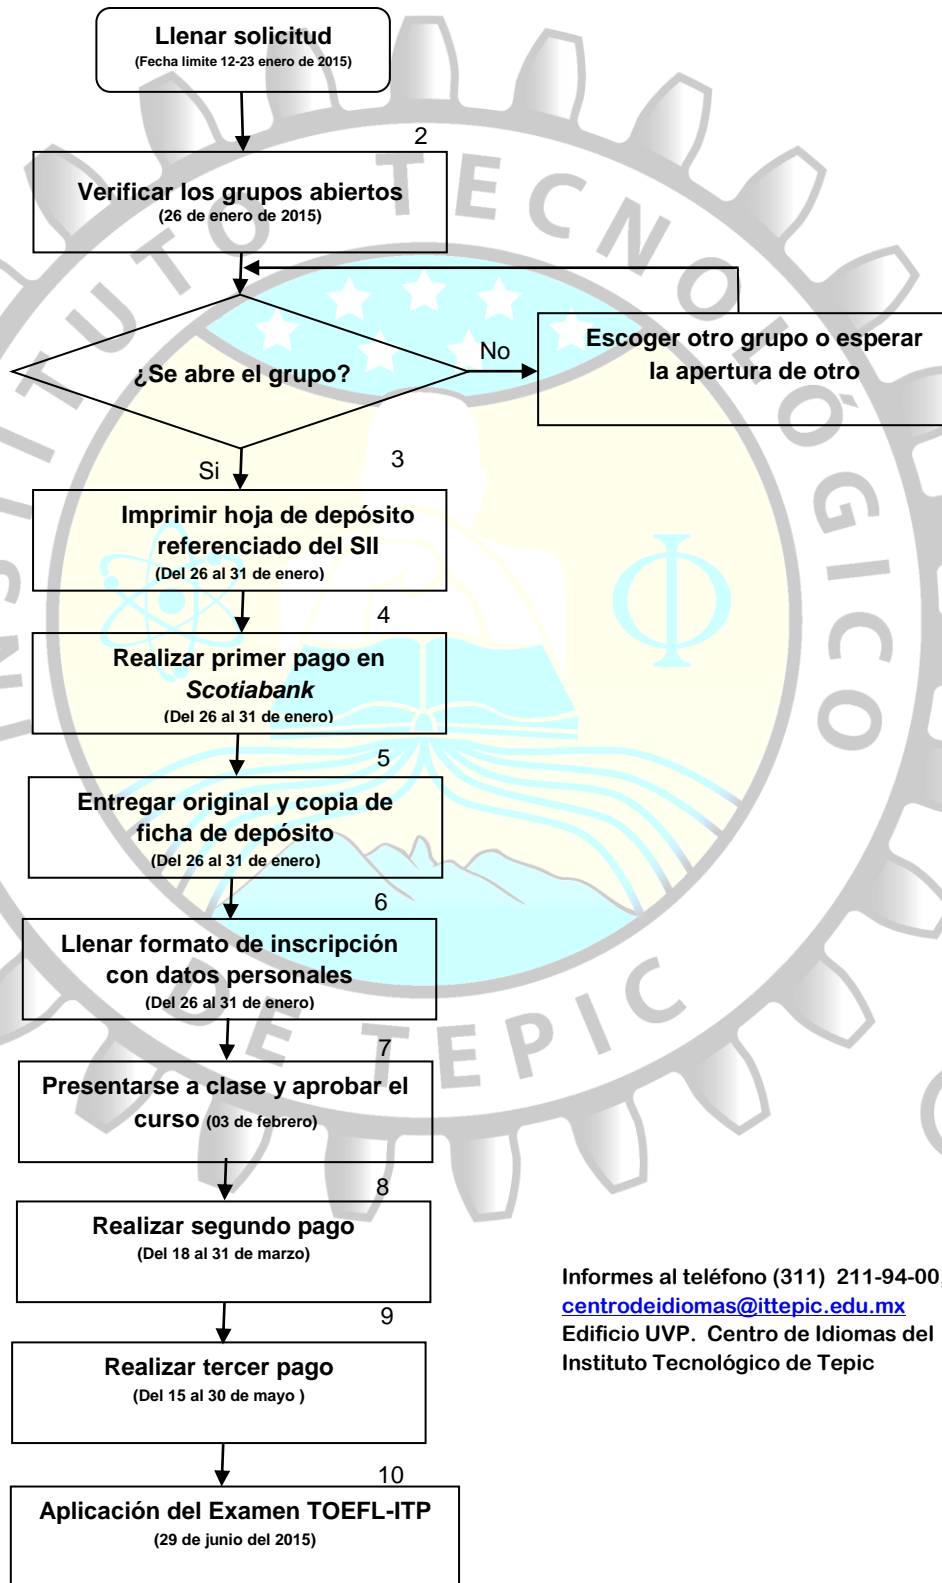 Llenar solicitud
(Fecha limite 12-23 enero de 2015)
2
Verificar los grupos abiertos
(26 de enero de 2015)
¿Se abre el grupo?
No
Escoger otro grupo o esperar
la apertura de otro
Si
3
Imprimir hoja de depósito
referenciado del SII
(Del 26 al 31 de enero)
4
Realizar primer pago en
Scotiabank
(Del 26 al 31 de enero)
5
Entregar original y copia de
ficha de depósito
(Del 26 al 31 de enero)
6
Llenar formato de inscripción
con datos personales
(Del 26 al 31 de enero)
7
Presentarse a clase y aprobar el
curso (03 de febrero)
8
Realizar segundo pago
(Del 18 al 31 de marzo)
9
Realizar tercer pago
(Del 15 al 30 de mayo )
10
Aplicación del Examen TOEFL-ITP
(29 de junio del 2015)
Informes al teléfono (311) 211-94-00,
centrodeidiomas@ittepic.edu.mx
Edificio UVP. Centro de Idiomas del
Instituto Tecnológico de Tepic
INSTITUTO TECNOLÓGICO
DE TEPIC
Φ